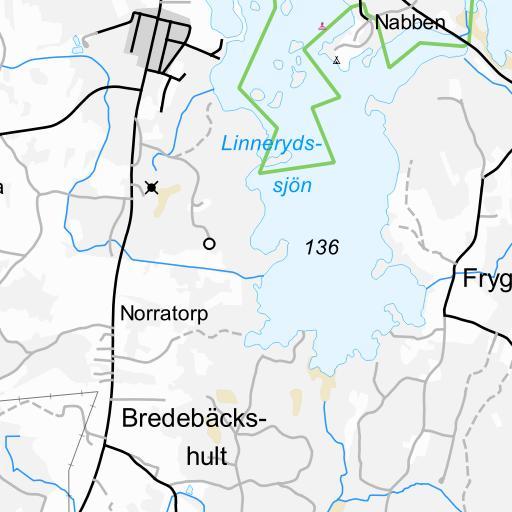 Nabben
Linneryds-
sjön
a
136
Fryg
Norratorp
Bredebäcks-
hult